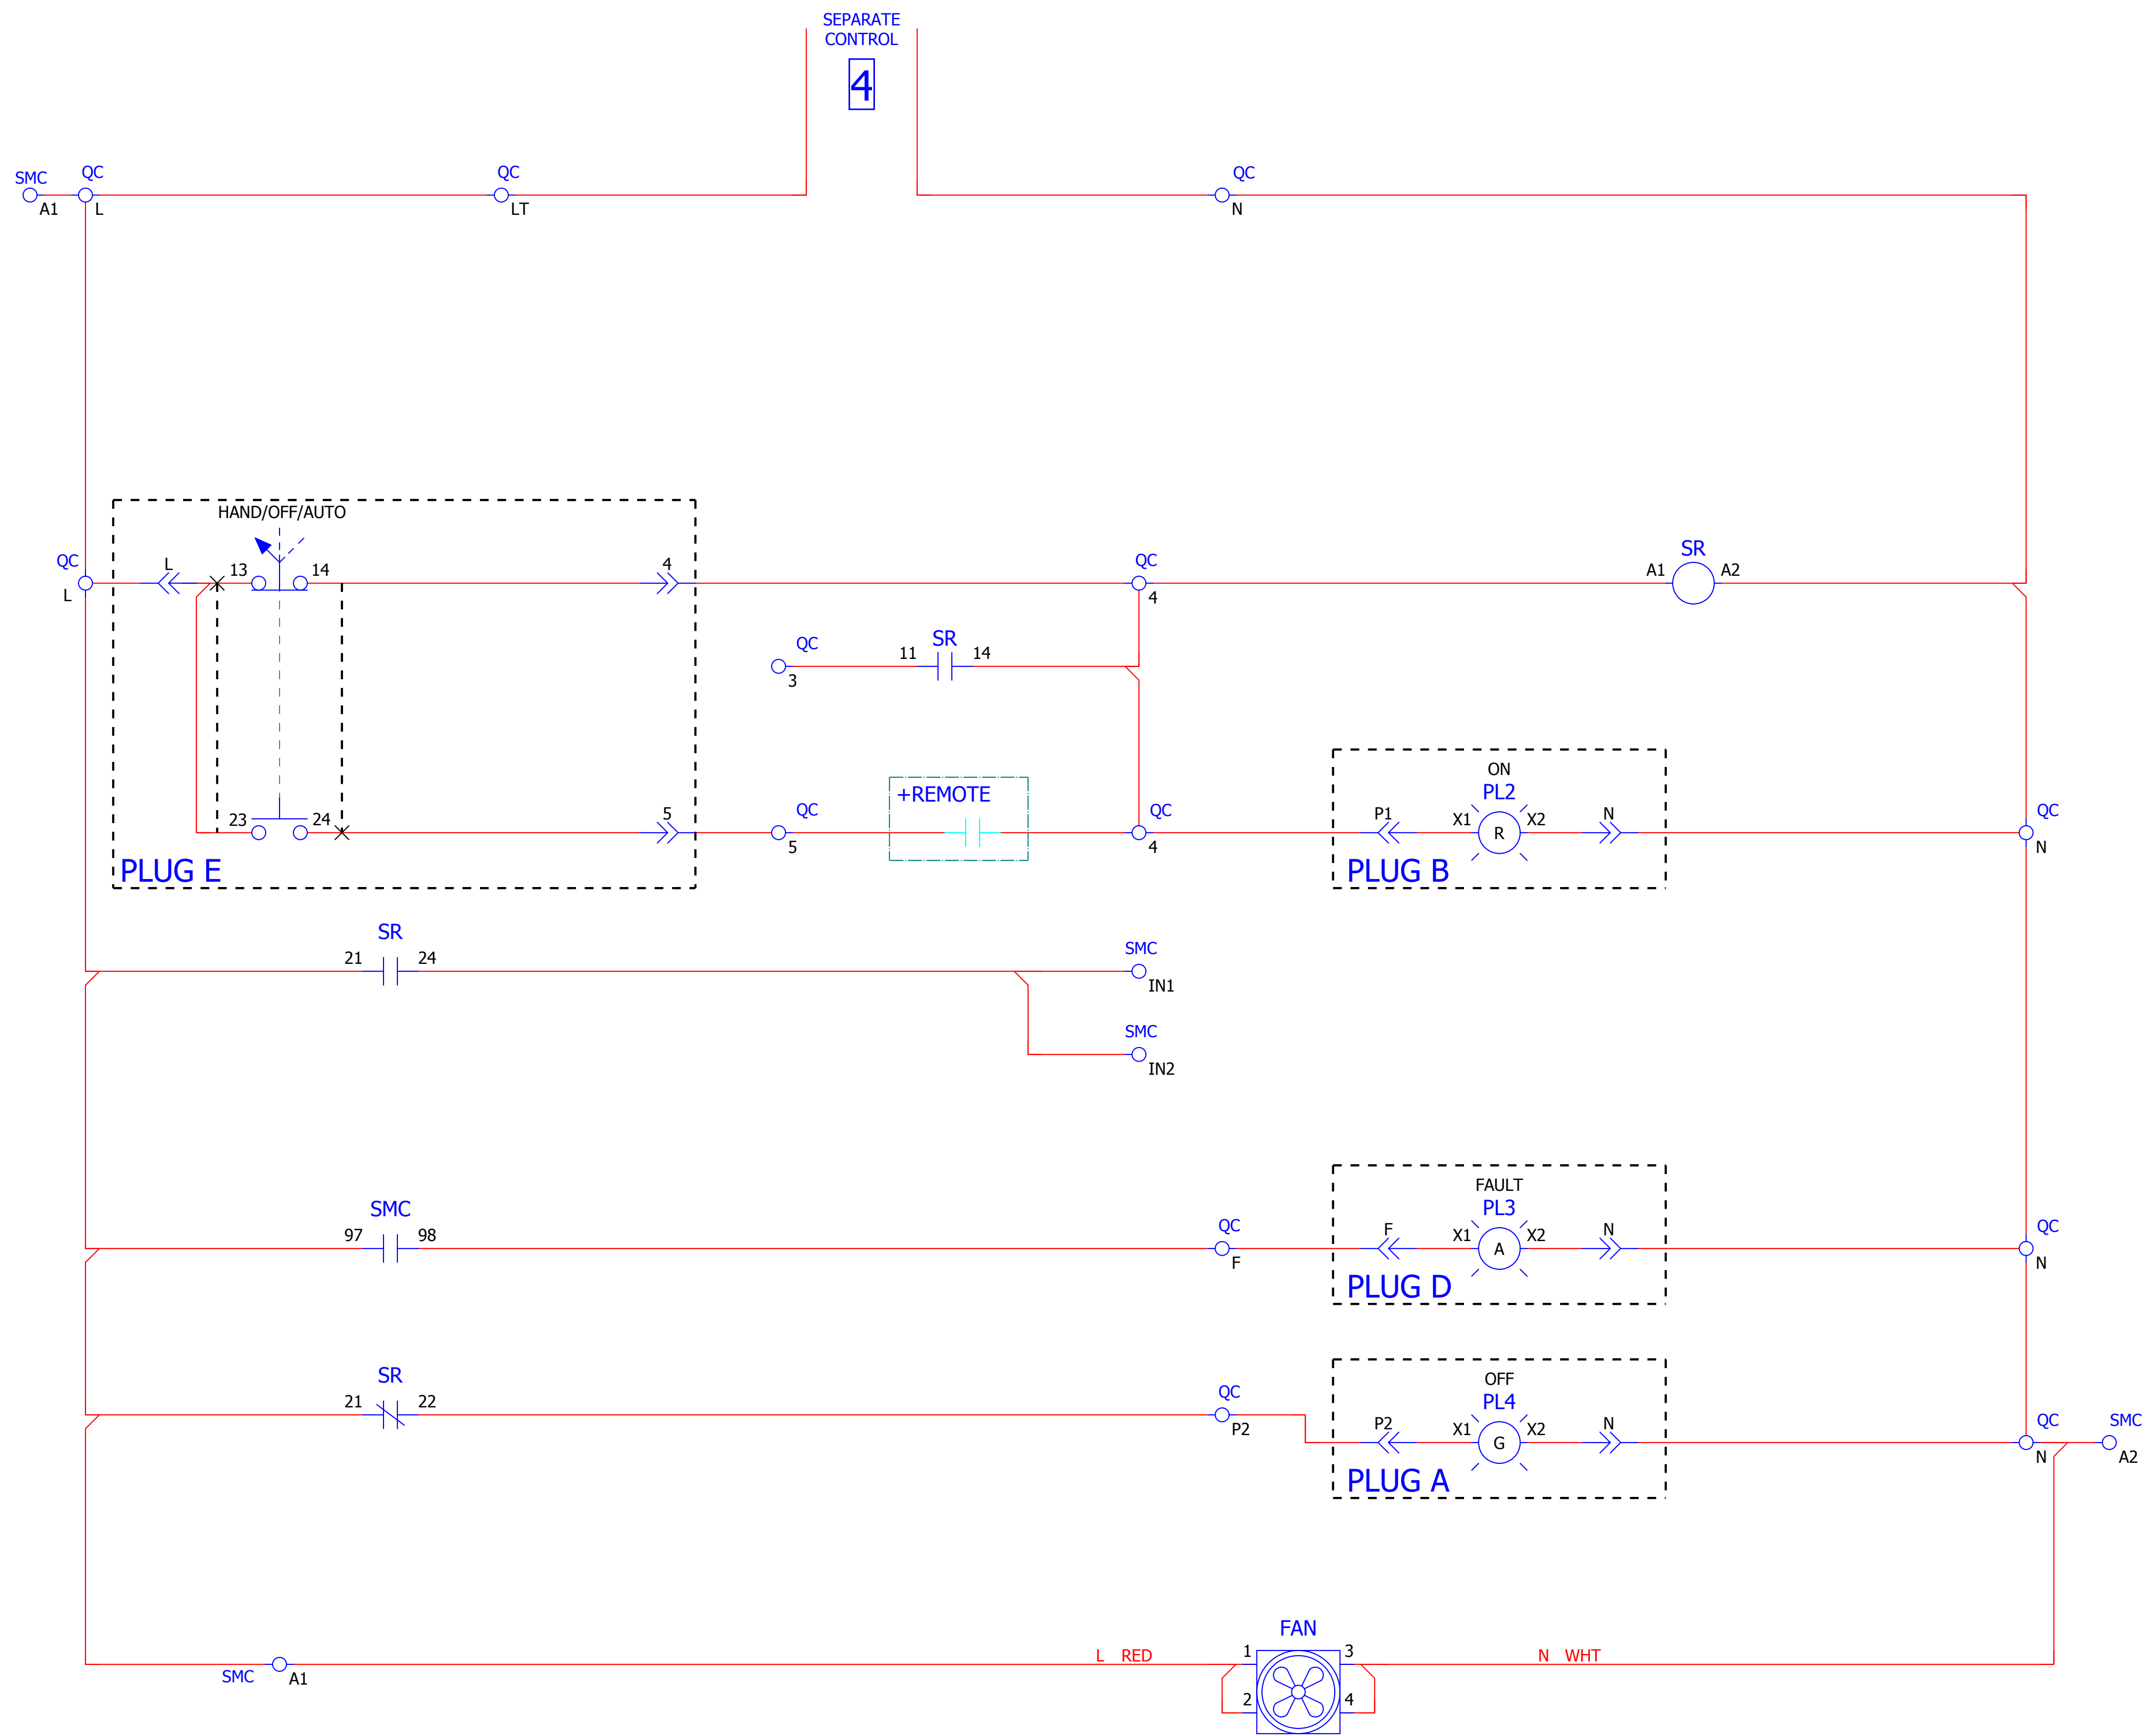 SEPARATE
CONTROL
4
SMC
A1
QC
L
QC
LT
QC
N
HAND/OFF/AUTO
QC
L
L
13
14
4
QC
4
SR
A1
A2
QC
3
SR
11
14
23
24
5
PLUG E
QC
5
+REMOTE
QC
4
ON
PL2
P1
X1
R
X2
N
PLUG B
QC
N
SR
21
24
SMC
IN1
SMC
IN2
SMC
97
98
QC
F
FAULT
PL3
F
X1
A
X2
N
PLUG D
QC
N
SR
21
22
QC
P2
OFF
PL4
P2
X1
G
X2
N
PLUG A
QC
N
SMC
A2
SMC
A1
L RED
FAN
1
2
3
4
N WHT